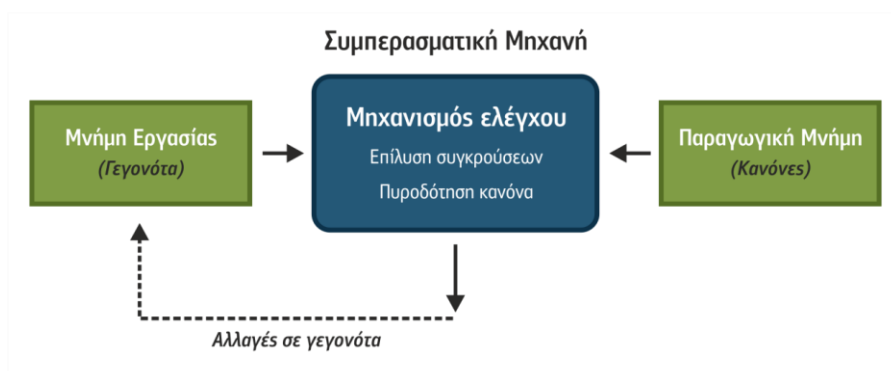 Συμπερασματική Μηχανή
Μνήμη Εργασίας
(Γεγονότα)
Μηχανισμός ελέγχου
Επίλυση συγκρούσεων
Πυροδότηση κανόνα
Παραγωγική Μνήμη
(Κανόνες)
Αλλαγές σε γεγονότα